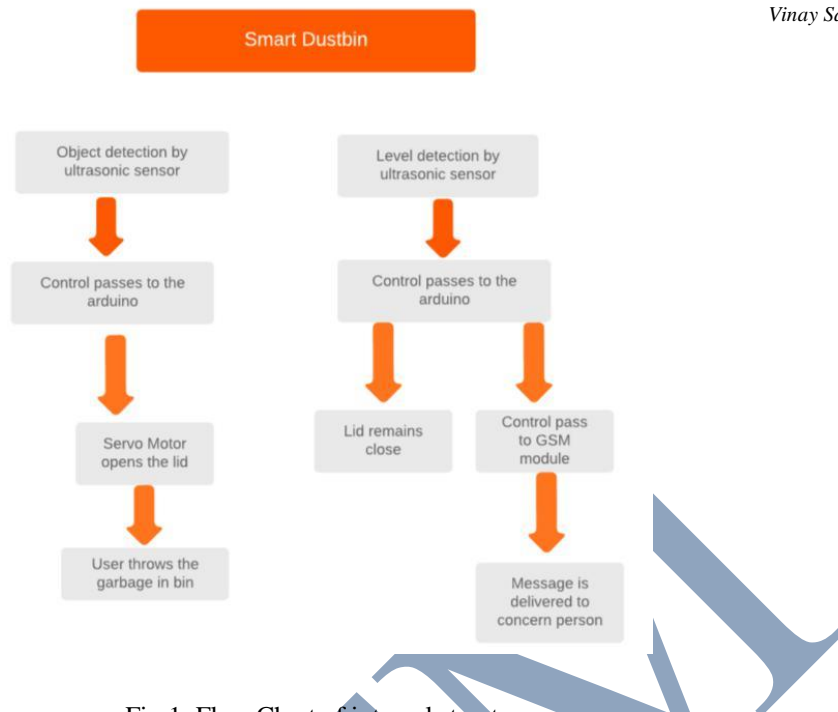 Vinay
Smart Dustbin
Object detection by
ultrasonic sensor
Control passes to the
arduino
Servo Motor
opens the lid
User throws the
garbage in bin
Level detection by
ultrasonic sensor
Control passes to the
arduino
Lid remains
close
Control pass
to GSM
module
Message is
delivered to
concern person